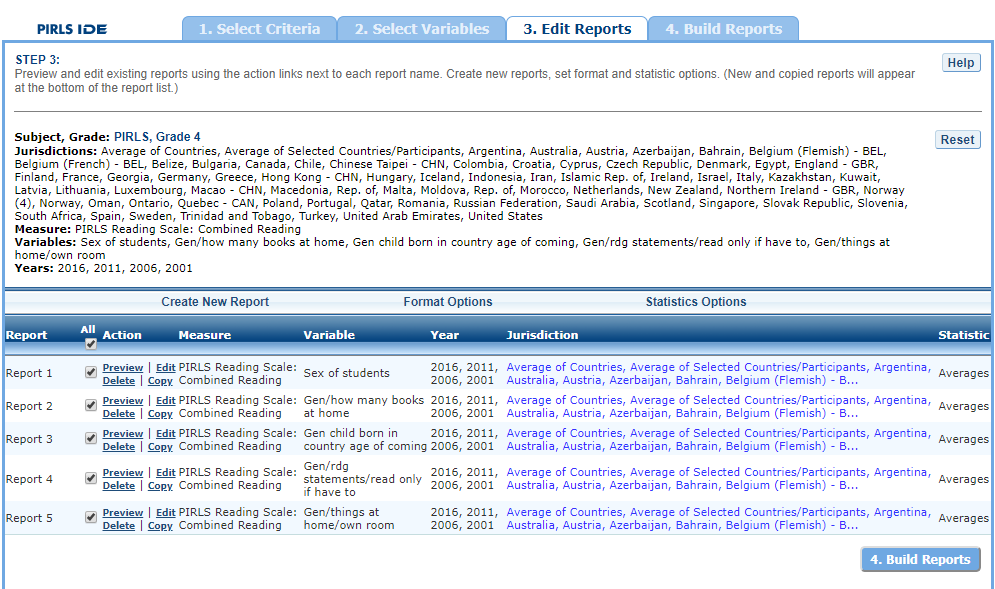 PIRLS IDE
1. Select Criteria
2. Select Variables
3. Edit Reports
4. Build Reports
STEP 3:
Help
Preview and edit existing reports using the action links next to each report name. Create new reports, set format and statistic options. (New and copied reports will appear
at the bottom of the report list.)
Subject, Grade: PIRLS, Grade 4
Reset
Jurisdictions: Average of Countries, Average of Selected Countries/Participants, Argentina, Australia, Austria, Azerbaijan, Bahrain, Belgium (Flemish) - BEL,
Belgium (French) - BEL, Belize, Bulgaria, Canada, Chile, Chinese Taipei - CHN, Colombia, Croatia, Cyprus, Czech Republic, Denmark, Egypt, England - GBR,
Finland, France, Georgia, Germany, Greece, Hong Kong - CHN, Hungary, Iceland, Indonesia, Iran, Islamic Rep. of, Ireland, Israel, Italy, Kazakhstan, Kuwait,
Latvia, Lithuania, Luxembourg, Macao - CHN, Macedonia, Rep. of, Malta, Moldova, Rep. of, Morocco, Netherlands, New Zealand, Northern Ireland - GBR, Norway
(4), Norway, Oman, Ontario, Quebec - CAN, Poland, Portugal, Qatar, Romania, Russian Federation, Saudi Arabia, Scotland, Singapore, Slovak Republic, Slovenia,
South Africa, Spain, Sweden, Trinidad and Tobago, Turkey, United Arab Emirates, United States
Measure: PIRLS Reading Scale: Combined Reading
Variables: Sex of students, Gen/how many books at home, Gen child born in country age of coming, Gen/rdg statements/read only if have to, Gen/things at
home/own room
Years: 2016, 2011, 2006, 2001
Create New Report
Format Options
Statistics Options
Report All Action Measure Variable Year Jurisdiction Statistic
Report 1
Preview | Edit
Delete | Copy
PIRLS Reading Scale:
Combined Reading
Sex of students
2016, 2011,
2006, 2001
Average of Countries, Average of Selected Countries/Participants, Argentina,
Australia, Austria, Azerbaijan, Bahrain, Belgium (Flemish) - B...
Averages
Report 2
Preview | Edit
Delete | Copy
PIRLS Reading Scale:
Combined Reading
Gen/how many books
at home
2016, 2011,
2006, 2001
Average of Countries, Average of Selected Countries/Participants, Argentina,
Australia, Austria, Azerbaijan, Bahrain, Belgium (Flemish) - B...
Averages
Report 3
Preview | Edit
Delete | Copy
PIRLS Reading Scale:
Combined Reading
Gen child born in
country age of coming
2016, 2011,
2006, 2001
Average of Countries, Average of Selected Countries/Participants, Argentina,
Australia, Austria, Azerbaijan, Bahrain, Belgium (Flemish) - B...
Averages
Report 4
Preview | Edit
Delete | Copy
PIRLS Reading Scale:
Combined Reading
Gen/rdg
statements/read only
if have to
2016, 2011,
2006, 2001
Average of Countries, Average of Selected Countries/Participants, Argentina,
Australia, Austria, Azerbaijan, Bahrain, Belgium (Flemish) - B...
Averages
Report 5
Preview | Edit
Delete | Copy
PIRLS Reading Scale:
Combined Reading
Gen/things at
home/own room
2016, 2011,
2006, 2001
Average of Countries, Average of Selected Countries/Participants, Argentina,
Australia, Austria, Azerbaijan, Bahrain, Belgium (Flemish) - B...
Averages
4. Build Reports